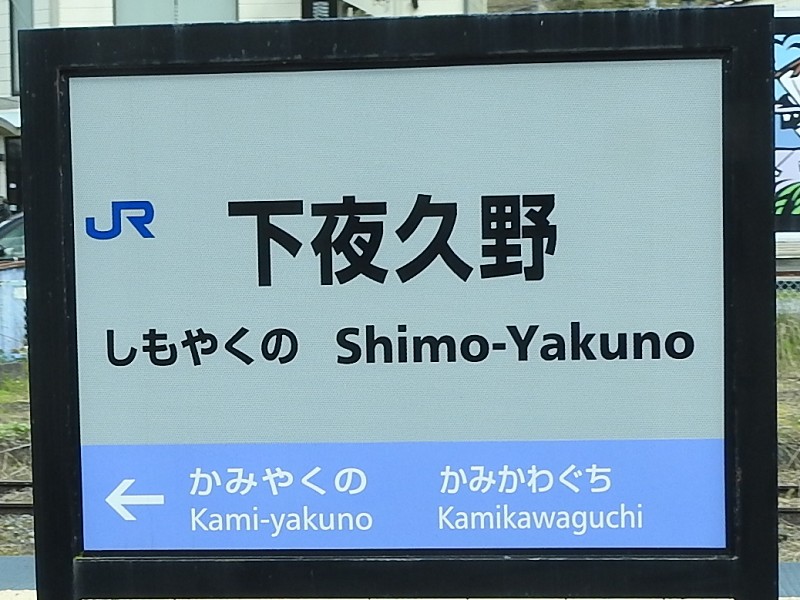 JR
下夜久野
しもやくの Shimo-Yakuno
← かみやくの かみかわぐち
Kami-yakuno Kamikawaguchi